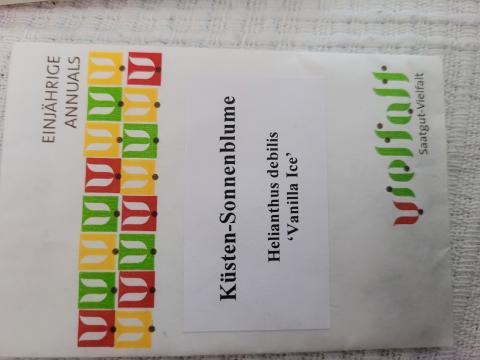 EINJÄHRIGE
ANNUALS
Küsten-Sonnenblume
Helianthus debilis
‘Vanilla Ice’
vielfalt
Saatgut-Vielfalt